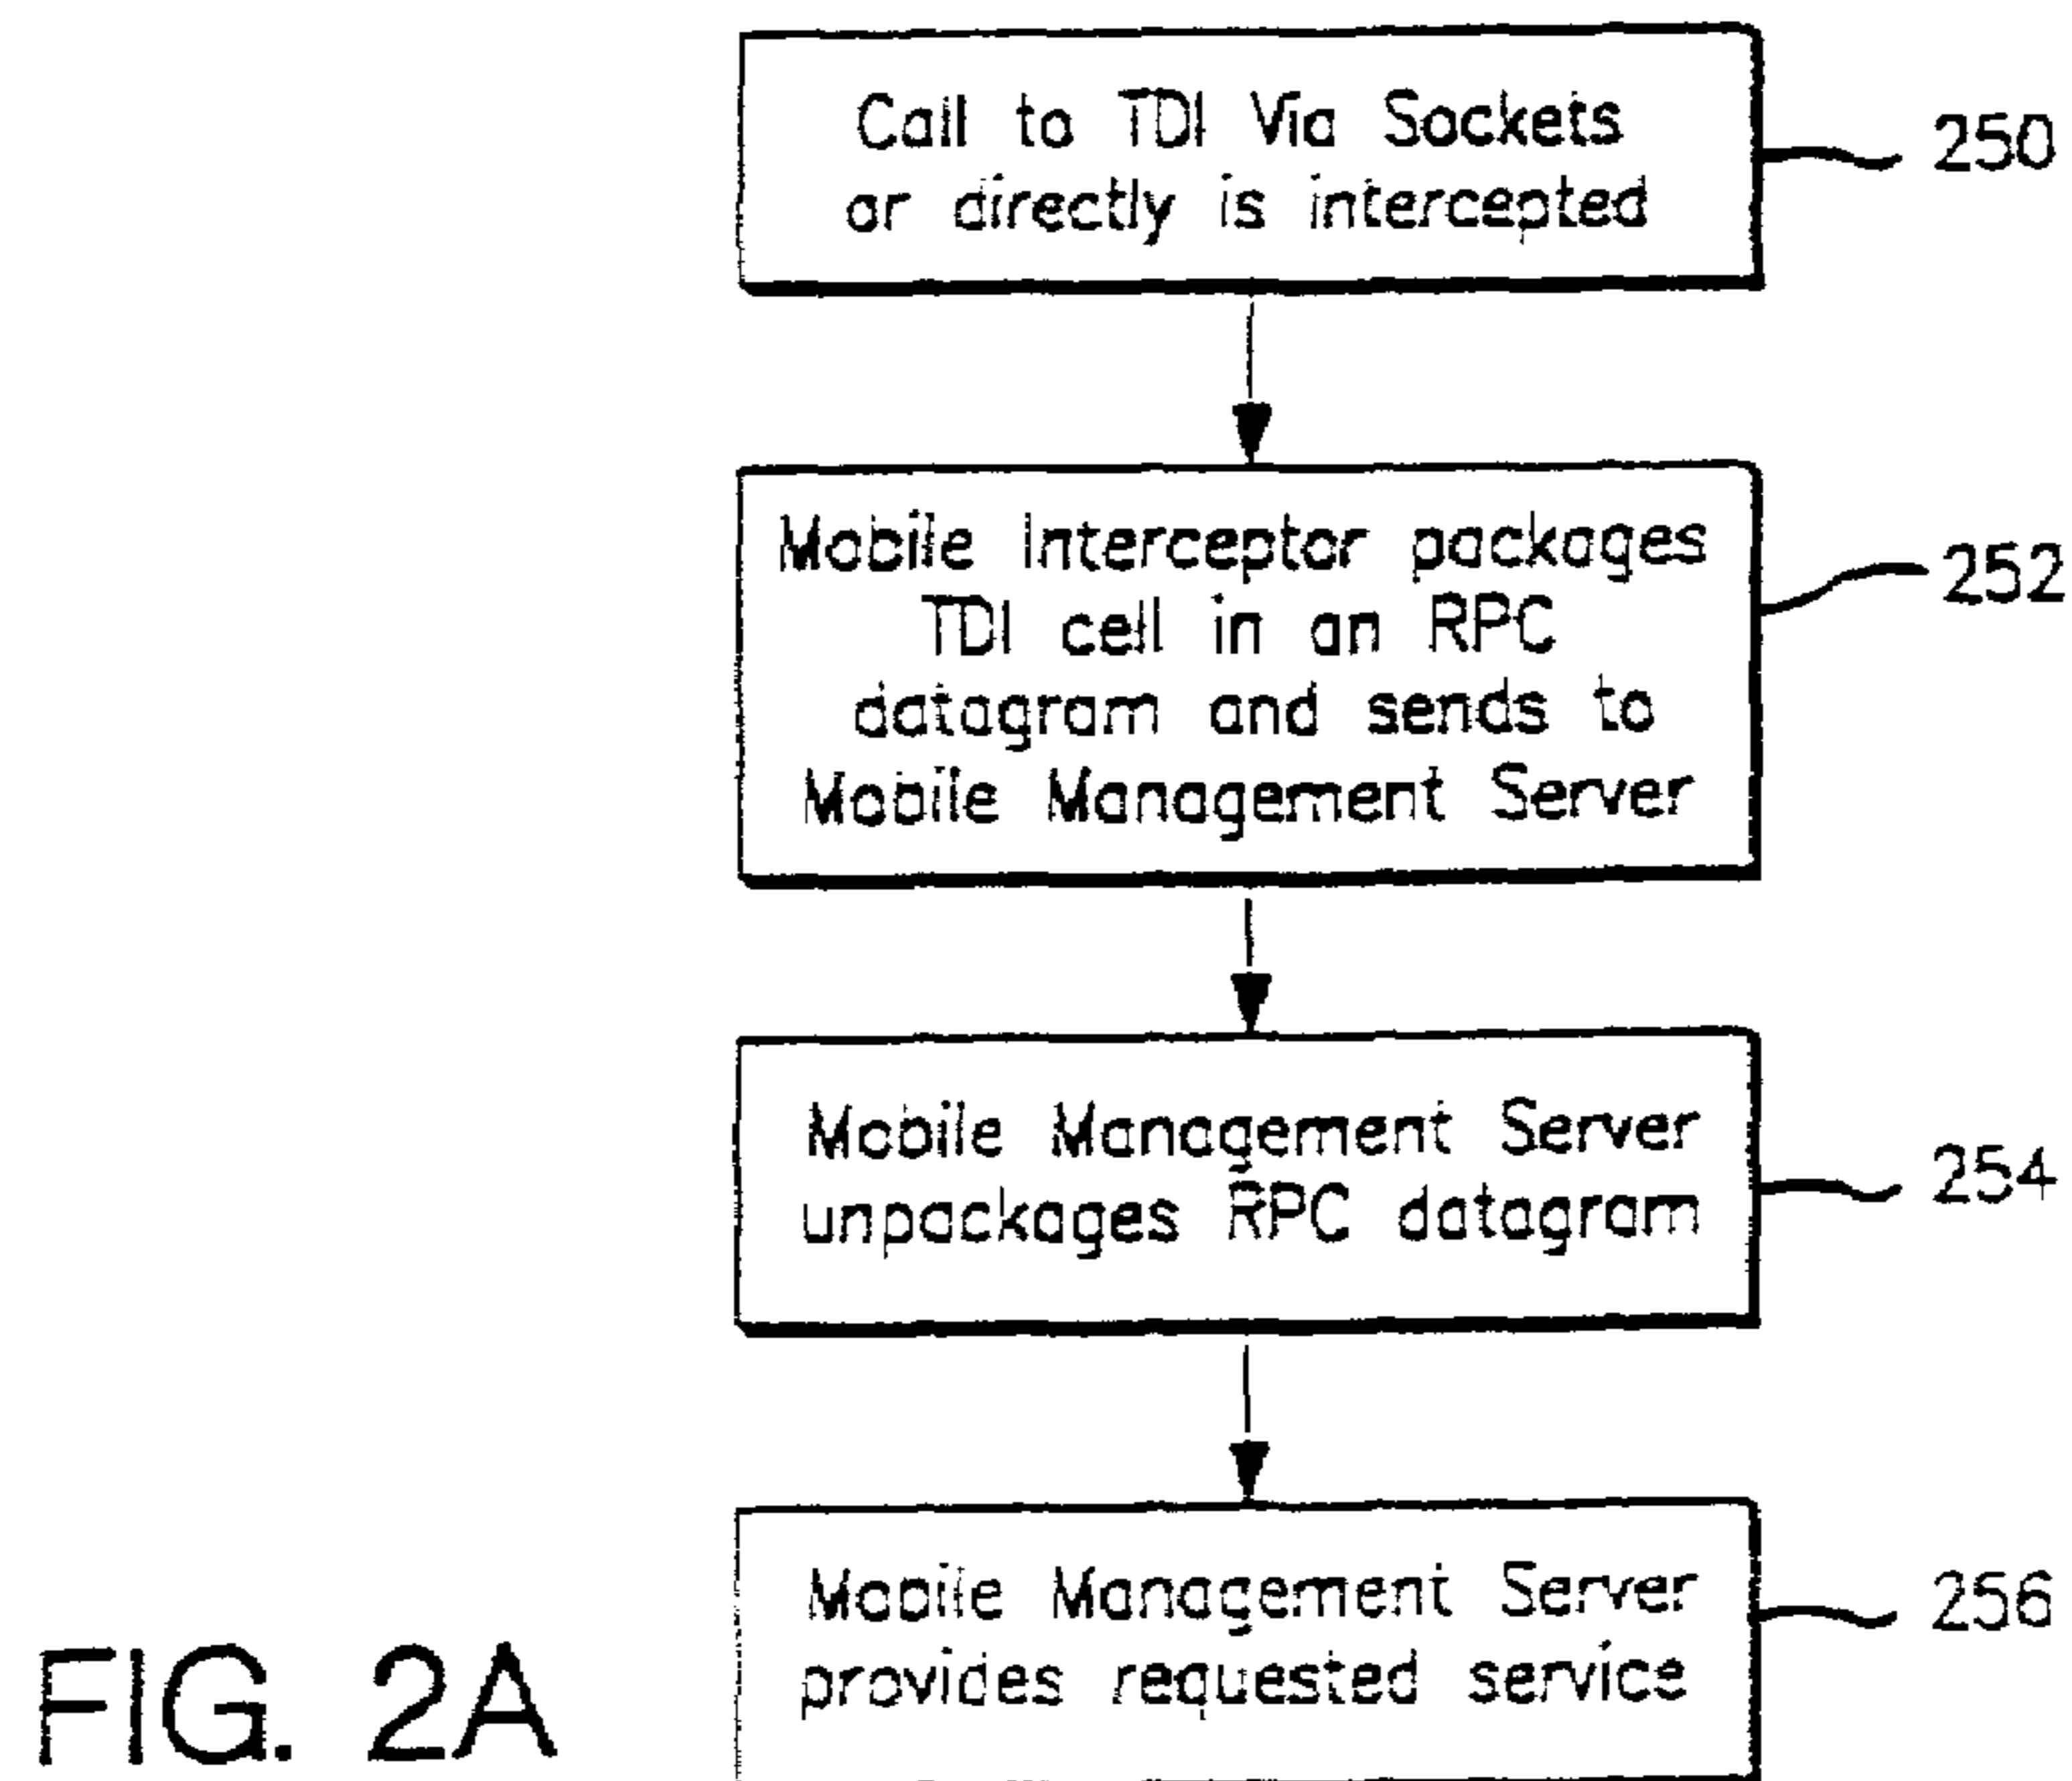 Call to TDI Via Sockets
or directly is intercepted
250
Mobile Interceptor packages
TDI cell in an RPC
datagram and sends to
Mobile Management Server
252
Mobile Management Server
unpackages RPC datagram
254
Mobile Management Server
provides requested service
256
FIG. 2A